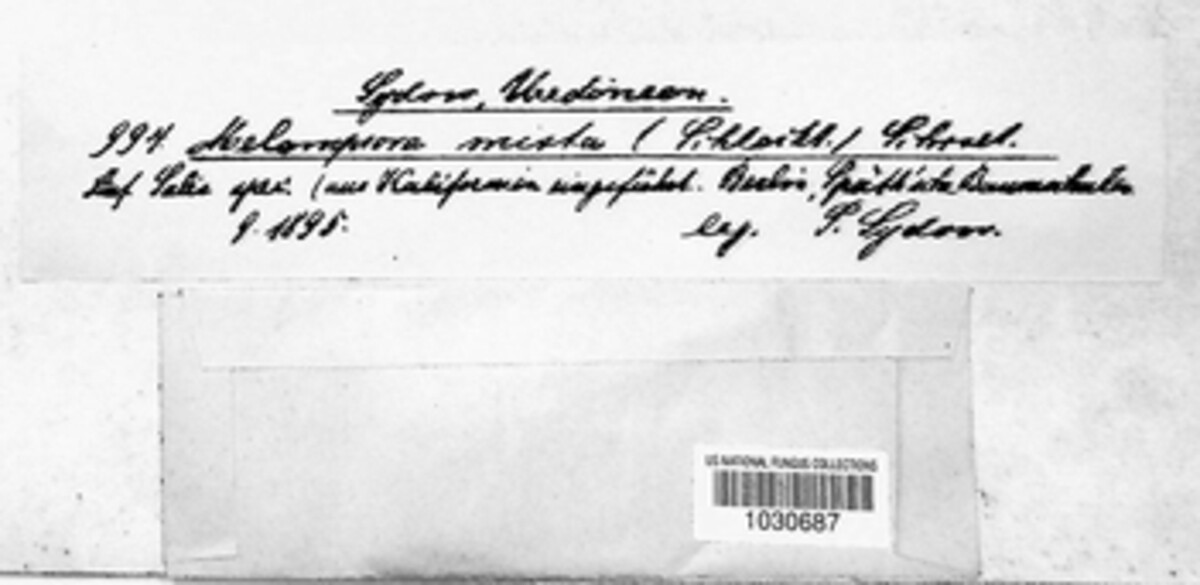 Sydow, Uredineen.
994. Melampsora mixta (Schlecht.) Schroet.
Auf Salix spec. (aus Kalifornien eingeführt. Berlin, Späth'sche Baumschulen
9. 1895. leg. P. Sydow.
US NATIONAL FUNGUS COLLECTIONS
1030687